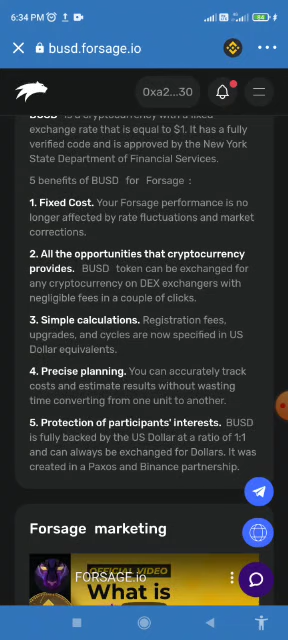 6:34 PM
94
busd.forsage.io
0xa2...30
BUSD is a cryptocurrency with a fixed
exchange rate that is equal to $1. It has a fully
verified code and is approved by the New York
State Department of Financial Services.
5 benefits of BUSD for Forsage :
1. Fixed Cost. Your Forsage performance is no
longer affected by rate fluctuations and market
corrections.
2. All the opportunities that cryptocurrency
provides. BUSD token can be exchanged for
any cryptocurrency on DEX exchangers with
negligible fees in a couple of clicks.
3. Simple calculations. Registration fees,
upgrades, and cycles are now specified in US
Dollar equivalents.
4. Precise planning. You can accurately track
costs and estimate results without wasting
time converting from one unit to another.
5. Protection of participants' interests. BUSD
is fully backed by the US Dollar at a ratio of 1:1
and can always be exchanged for Dollars. It was
created in a Paxos and Binance partnership.
Forsage marketing
OFFICIAL VIDEO
FORSAGE.io
What is